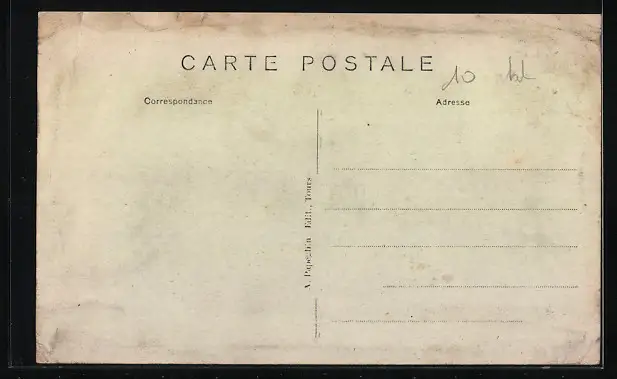 CARTE POSTALE
10
Correspondance
Adresse
A. Papeghin, Edit., Tours